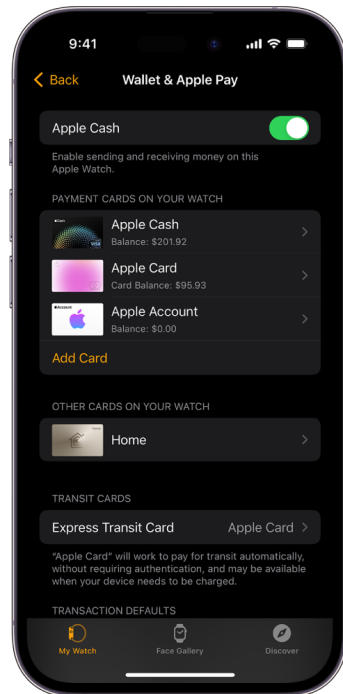 9:41
Back
Wallet & Apple Pay
Apple Cash
Enable sending and receiving money on this
Apple Watch.
PAYMENT CARDS ON YOUR WATCH
Apple Cash
Balance: $201.92
Apple Card
Card Balance: $95.93
Apple Account
Balance: $0.00
Add Card
OTHER CARDS ON YOUR WATCH
Home
TRANSIT CARDS
Express Transit Card
Apple Card
"Apple Card" will work to pay for transit automatically,
without requiring authentication, and may be available
when your device needs to be charged.
TRANSACTION DEFAULTS
My Watch
Face Gallery
Discover